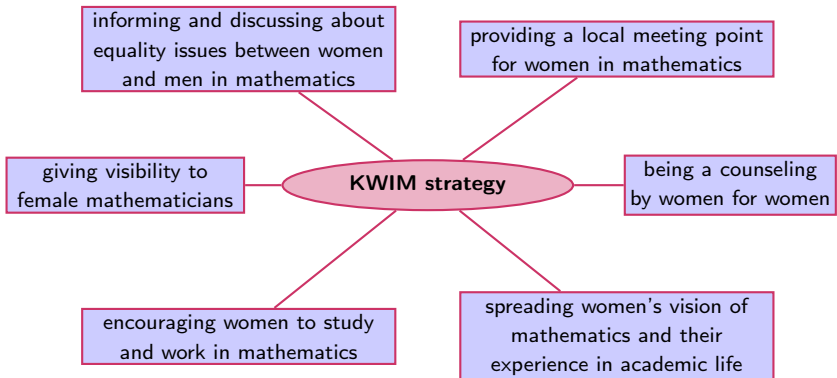 informing and discussing about
equality issues between women
and men in mathematics
providing a local meeting point
for women in mathematics
giving visibility to
female mathematicians
KWIM strategy
being a counseling
by women for women
encouraging women to study
and work in mathematics
spreading women's vision of
mathematics and their
experience in academic life